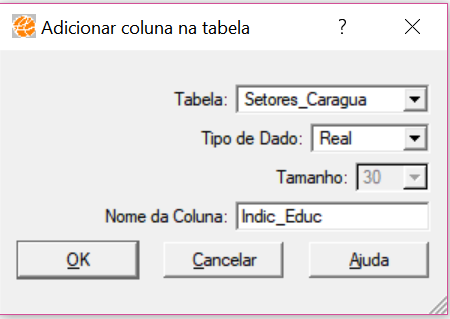 Adicionar coluna na tabela ?
Tabela: Setores_Caragua
Tipo de Dado: Real
Tamanho: 30
Nome da Coluna: Indic_Educ
OK Cancelar Ajuda